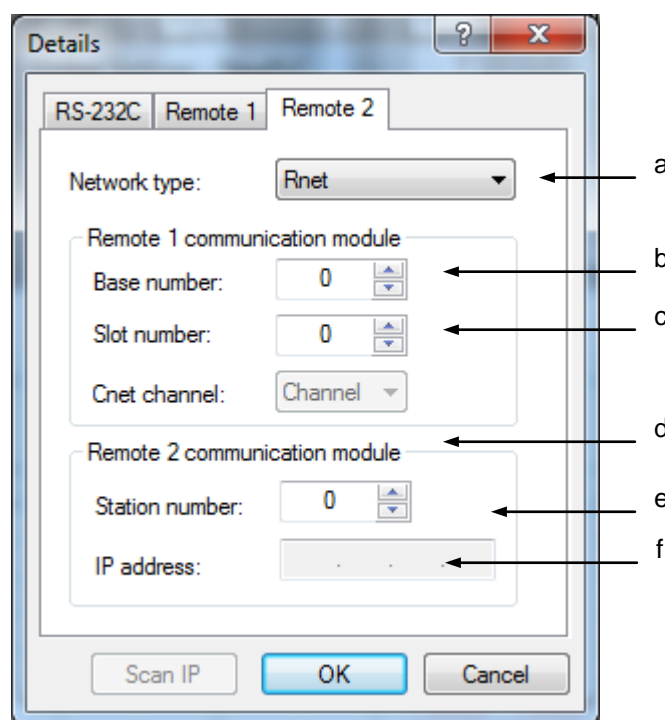 Details ?
RS-232C Remote 1 Remote 2
Network type: Rnet a
Remote 1 communication module
Base number: 0 b
Slot number: 0 c
Cnet channel: Channel
d
Remote 2 communication module
Station number: 0 e
IP address: . . . f
Scan IP OK Cancel